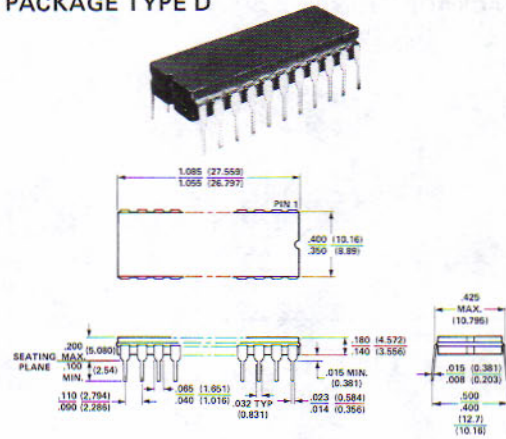 PACKAGE TYPE D
1.085 (27.559)
1.055 (26.797)
PIN 1
.400 (10.16)
.350 (8.89)
.425
MAX.
(10.795)
.200 (5.080)
MAX.
SEATING
PLANE
.100 (2.54)
MIN.
.180 (4.572)
.140 (3.556)
.015 MIN.
(0.381)
.015 (0.381)
.008 (0.203)
.065 (1.651)
.040 (1.016)
.032 TYP
(0.831)
.110 (2.794)
.090 (2.286)
.023 (0.584)
.014 (0.356)
.500
.400
(12.7)
(10.16)